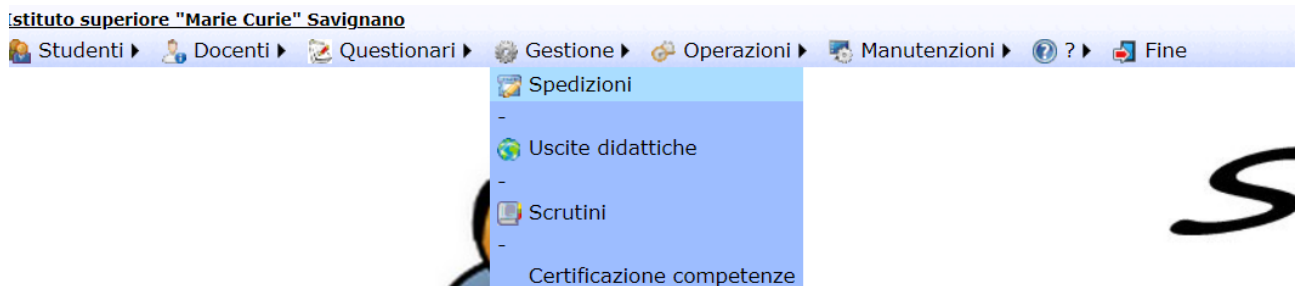 Istituto superiore "Marie Curie" Savignano
Studenti Docenti Questionari Gestione Operazioni Manutenzioni ? Fine
Spedizioni
-
Uscite didattiche
-
Scrutini
-
Certificazione competenze
S